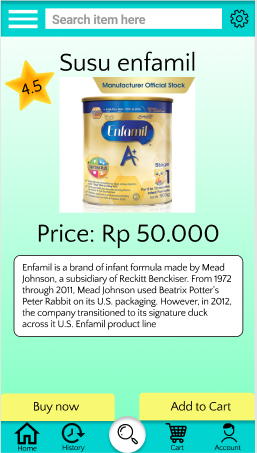 Search item here
Susu enfamil
4.5
Manufacturer Official Stock
Enfamil
A+
Stage
1
Price: Rp 50.000
Enfamil is a brand of infant formula made by Mead
Johnson, a subsidiary of Reckitt Benckiser. From 1972
through 2011, Mead Johnson used Beatrix Potter's
Peter Rabbit on its U.S. packaging. However, in 2012,
the company transitioned to its signature duck
across it U.S. Enfamil product line
Buy now
Add to Cart
Home
History
Cart
Account